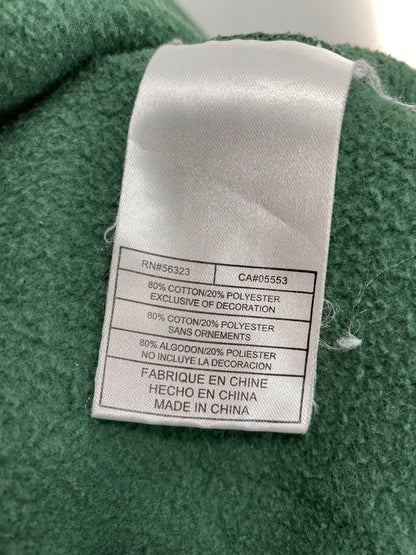 RN#56323 CA#05553
80% COTTON/20% POLYESTER
EXCLUSIVE OF DECORATION
80% COTON/20% POLYESTER
SANS ORNEMENTS
80% ALGODON/20% POLIESTER
NO INCLUYE LA DECORACION
FABRIQUE EN CHINE
HECHO EN CHINA
MADE IN CHINA